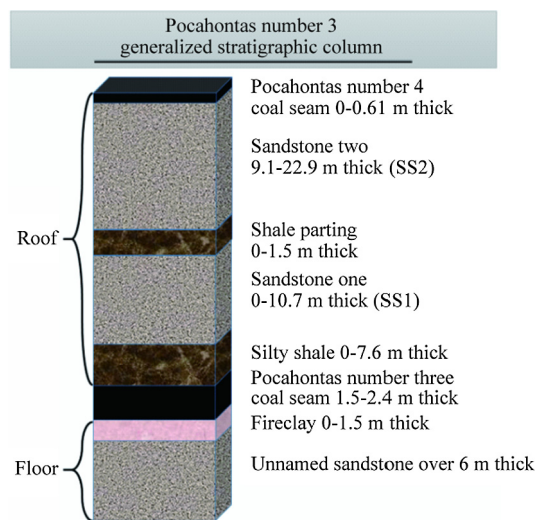 Pocahontas number 3
generalized stratigraphic column
Pocahontas number 4
coal seam 0-0.61 m thick
Sandstone two
9.1-22.9 m thick (SS2)
Shale parting
0-1.5 m thick
Roof
Sandstone one
0-10.7 m thick (SS1)
Silty shale 0-7.6 m thick
Pocahontas number three
coal seam 1.5-2.4 m thick
Fireclay 0-1.5 m thick
Floor
Unnamed sandstone over 6 m thick